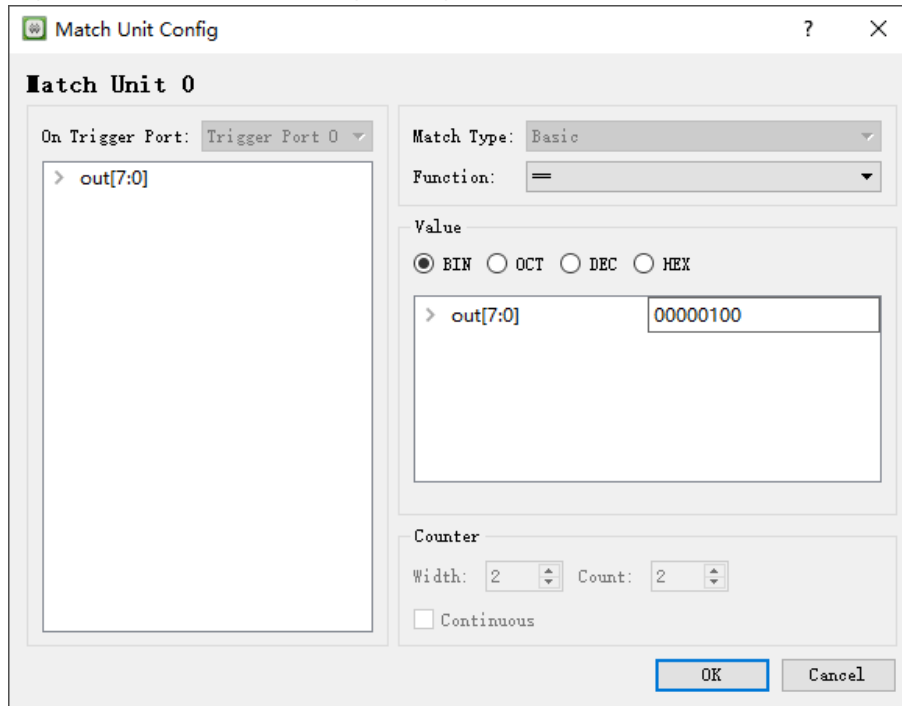 Match Unit Config
Match Unit 0
On Trigger Port: Trigger Port 0
out[7:0]
Match Type: Basic
Function: ==
Value
BIN OCT DEC HEX
out[7:0] 00000100
Counter
Width: 2 Count: 2
Continuous
OK Cancel